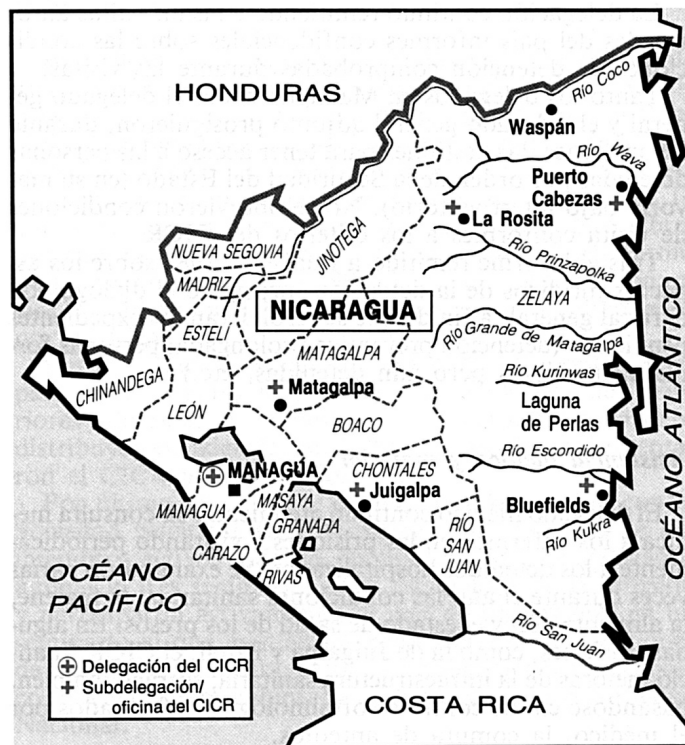 HONDURAS
Río Coco
Waspán
Río Wava
Puerto
Cabezas
La Rosita
NUEVA SEGOVIA
JINOTEGA
MADRIZ
Río Prinzapolka
ZELAYA
NICARAGUA
ESTELÍ
Río Grande de Matagalpa
MATAGALPA
CHINANDEGA
Río Kurinwas
Matagalpa
LEÓN
Laguna
de Perlas
BOACO
OCÉANO ATLÁNTICO
Río Escondido
MANAGUA
CHONTALES
Juigalpa
Bluefields
MANAGUA
MASAYA
GRANADA
RÍO
SAN
JUAN
Río Kukra
CARAZO
RIVAS
OCÉANO
PACÍFICO
Río San Juan
Delegación del CICR
Subdelegación/
oficina del CICR
COSTA RICA